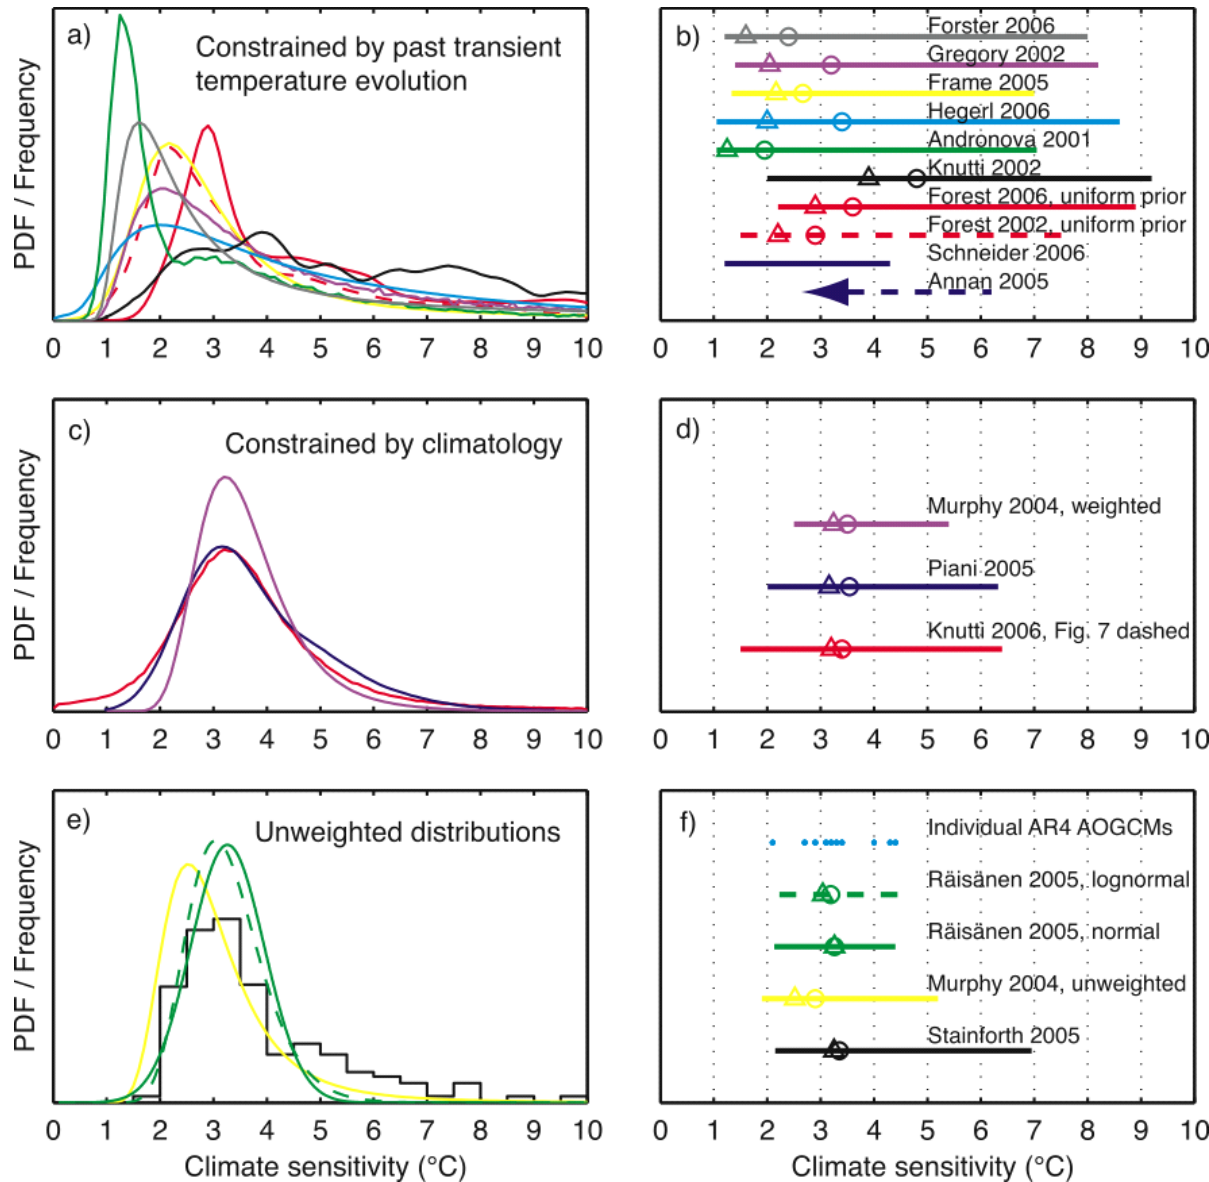 a)
Constrained by past transient
temperature evolution
PDF / Frequency
0 1 2 3 4 5 6 7 8 9 10
b)
Forster 2006
Gregory 2002
Frame 2005
Hegerl 2006
Andronova 2001
Knutti 2002
Forest 2006, uniform prior
Forest 2002, uniform prior
Schneider 2006
Annan 2005
0 1 2 3 4 5 6 7 8 9 10
c)
Constrained by climatology
PDF / Frequency
0 1 2 3 4 5 6 7 8 9 10
d)
Murphy 2004, weighted
Piani 2005
Knutti 2006, Fig. 7 dashed
0 1 2 3 4 5 6 7 8 9 10
e)
Unweighted distributions
PDF / Frequency
0 1 2 3 4 5 6 7 8 9 10
Climate sensitivity (°C)
f)
Individual AR4 AOGCMs
Räisänen 2005, lognormal
Räisänen 2005, normal
Murphy 2004, unweighted
Stainforth 2005
0 1 2 3 4 5 6 7 8 9 10
Climate sensitivity (°C)